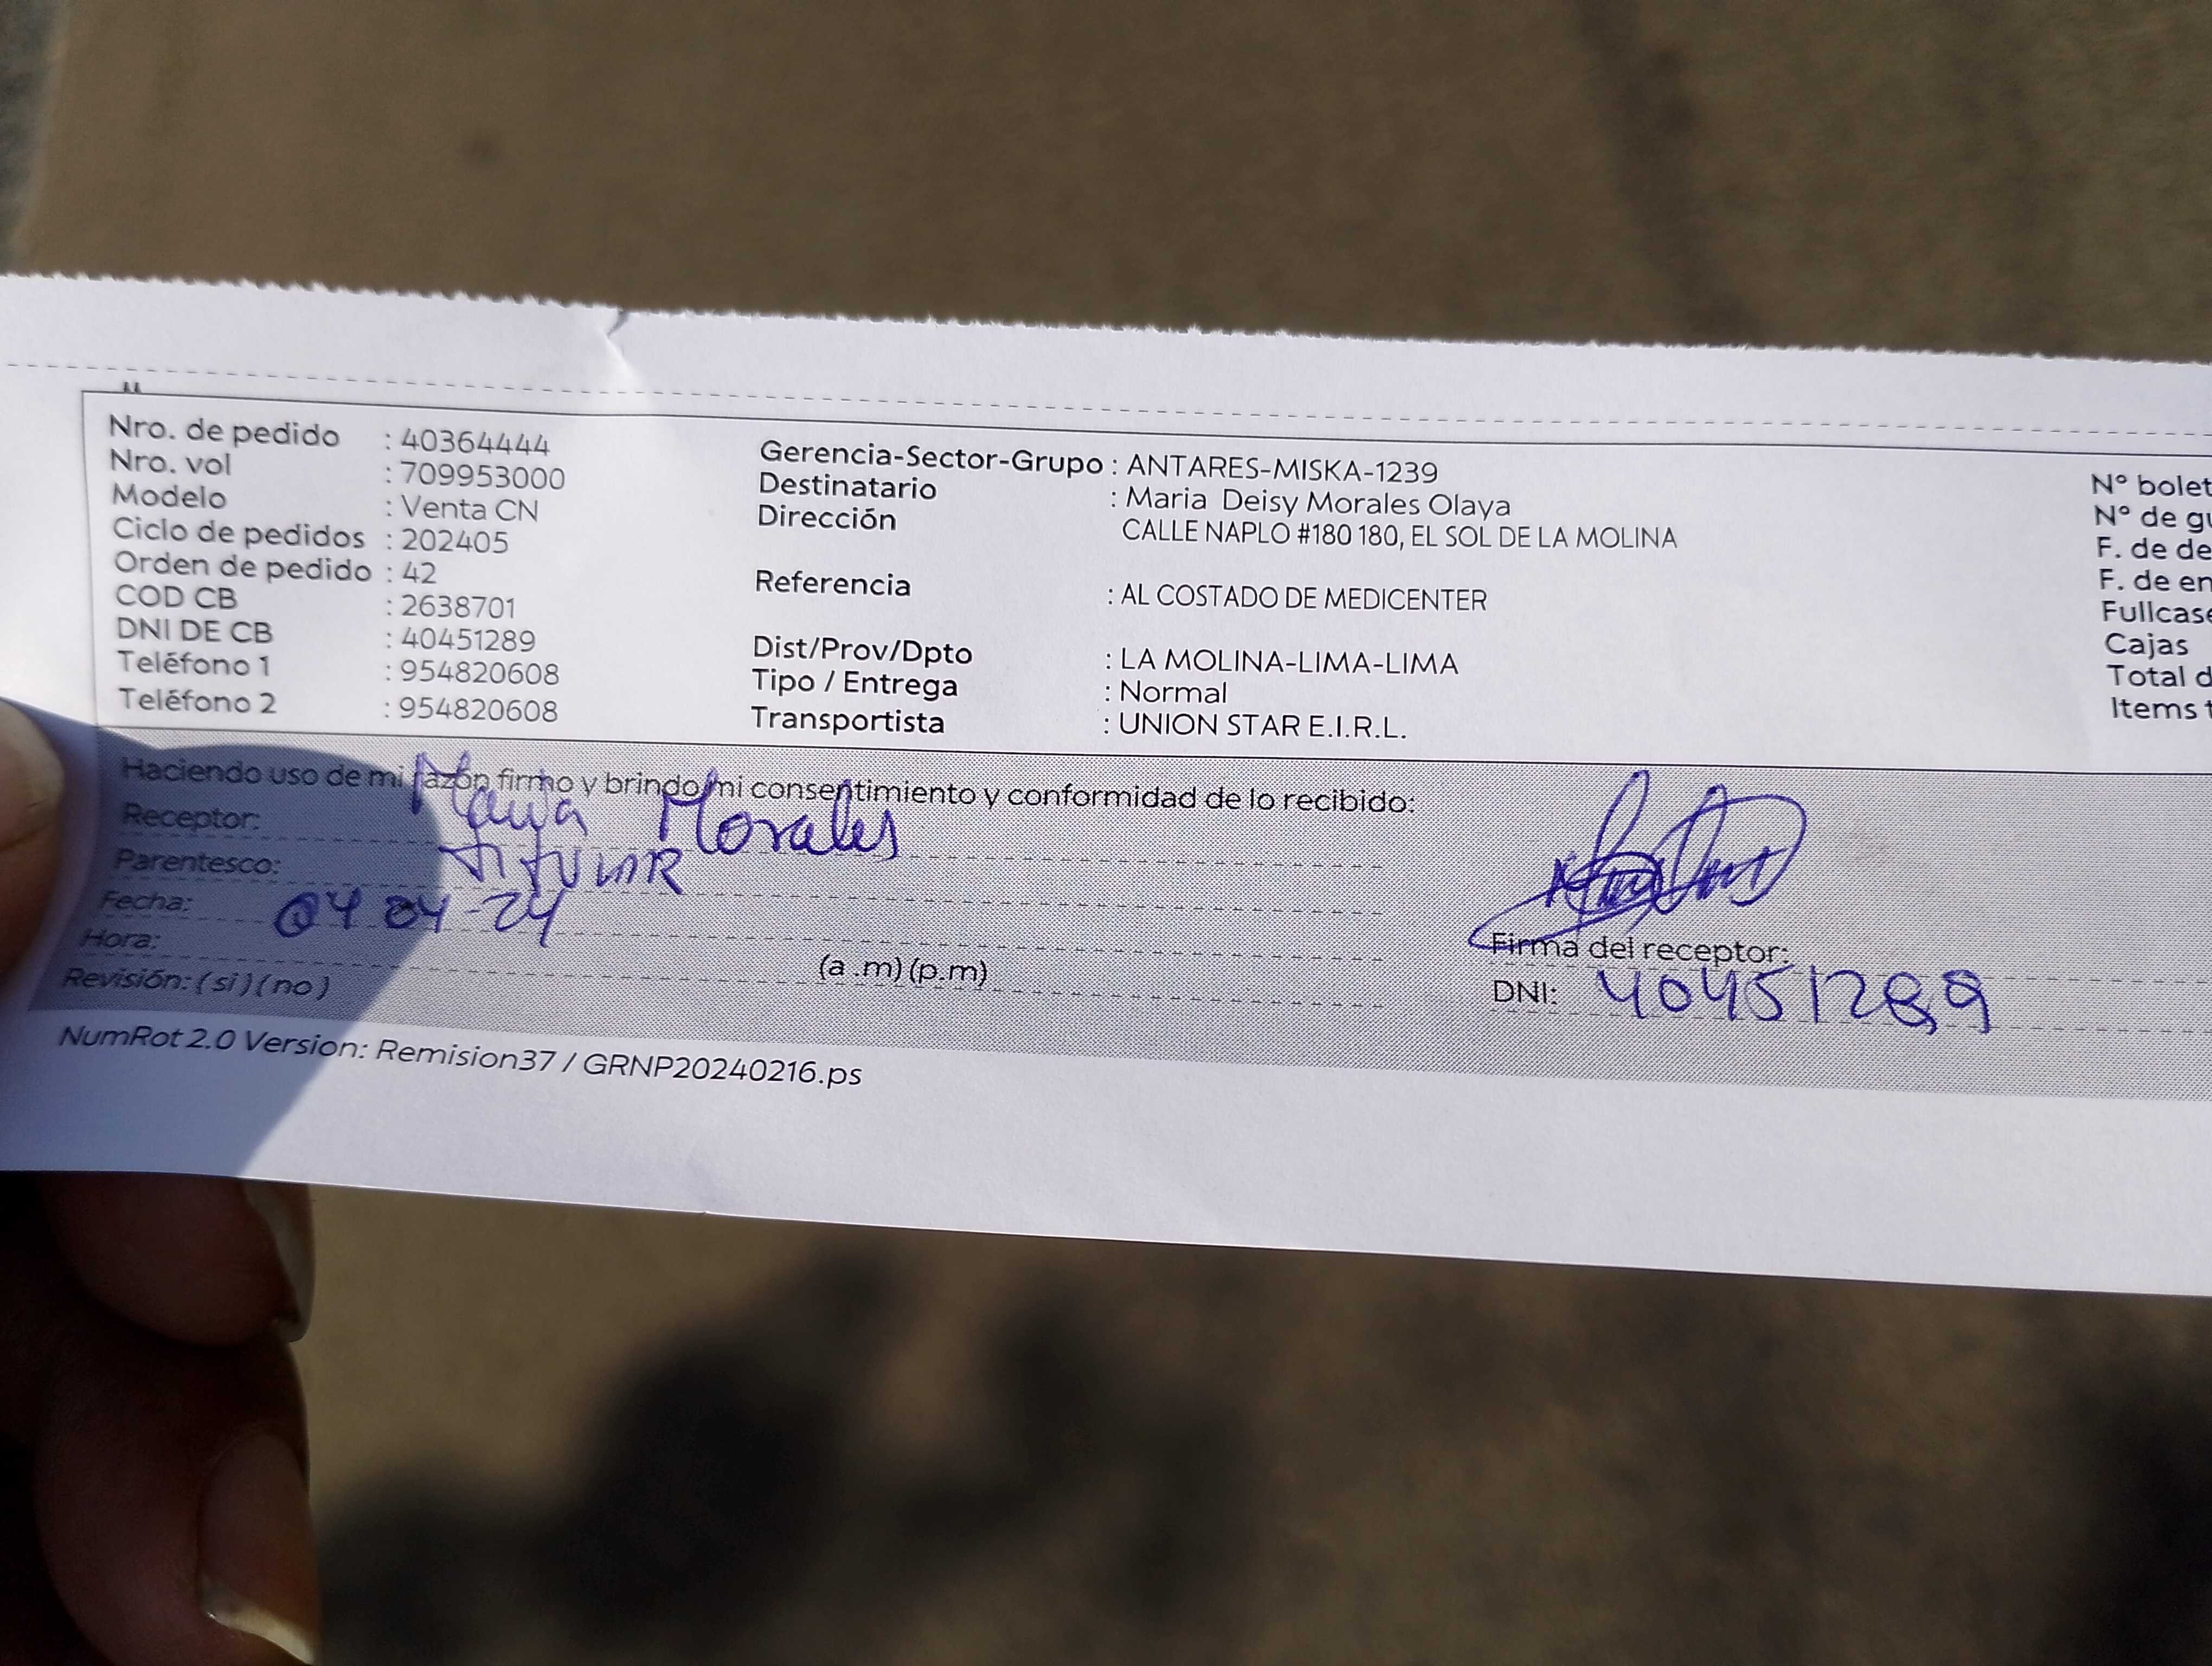 Nro. de pedido : 40364444
Nro. vol : 709953000
Modelo : Venta CN
Ciclo de pedidos : 202405
Orden de pedido : 42
COD CB : 2638701
DNI DE CB : 40451289
Teléfono 1 : 954820608
Teléfono 2 : 954820608
Gerencia-Sector-Grupo : ANTARES-MISKA-1239
Destinatario : Maria Deisy Morales Olaya
Dirección CALLE NAPLO #180 180, EL SOL DE LA MOLINA
Referencia : AL COSTADO DE MEDICENTER
Dist/Prov/Dpto : LA MOLINA-LIMA-LIMA
Tipo / Entrega : Normal
Transportista : UNION STAR E.I.R.L.
N° bolet
N° de gu
F. de de
F. de en
Fullcase
Cajas
Total d
Items t
Haciendo uso de mi razón firmo y brindo mi consentimiento y conformidad de lo recibido:
Receptor: Maria Morales
Parentesco: TITULAR
Fecha: 04 04-24
Hora: (a .m) (p.m)
Revisión: ( si ) ( no )
Firma del receptor:
DNI: 40451289
NumRot 2.0 Version: Remision37 / GRNP20240216.ps